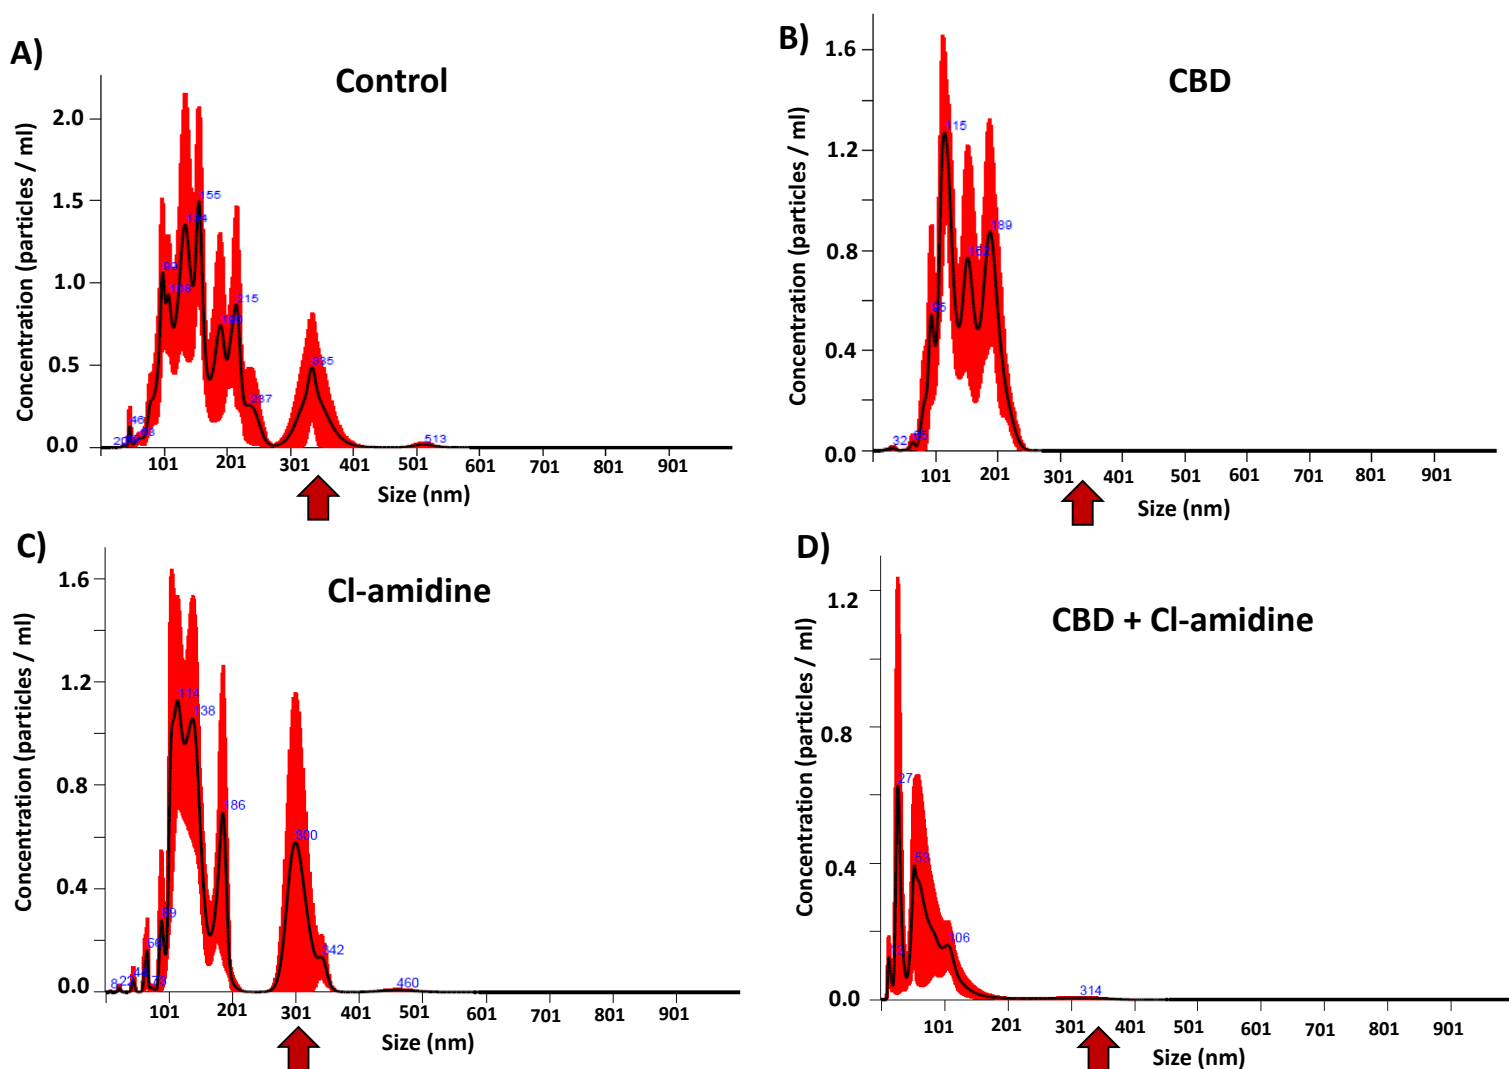 A)
Control
Concentration (particles / ml)
2.0
1.5
1.0
0.5
0.0
46
155
215
237
335
513
101 201 301 401 501 601 701 801 901
Size (nm)
B)
CBD
Concentration (particles / ml)
1.6
1.2
0.8
0.4
0.0
32
95
115
152
189
101 201 301 401 501 601 701 801 901
Size (nm)
C)
Cl-amidine
Concentration (particles / ml)
1.6
1.2
0.8
0.4
0.0
8
22
44
66
89
114
138
186
300
342
460
101 201 301 401 501 601 701 801 901
Size (nm)
D)
CBD + Cl-amidine
Concentration (particles / ml)
1.2
0.8
0.4
0.0
13
27
53
106
314
101 201 301 401 501 601 701 801 901
Size (nm)